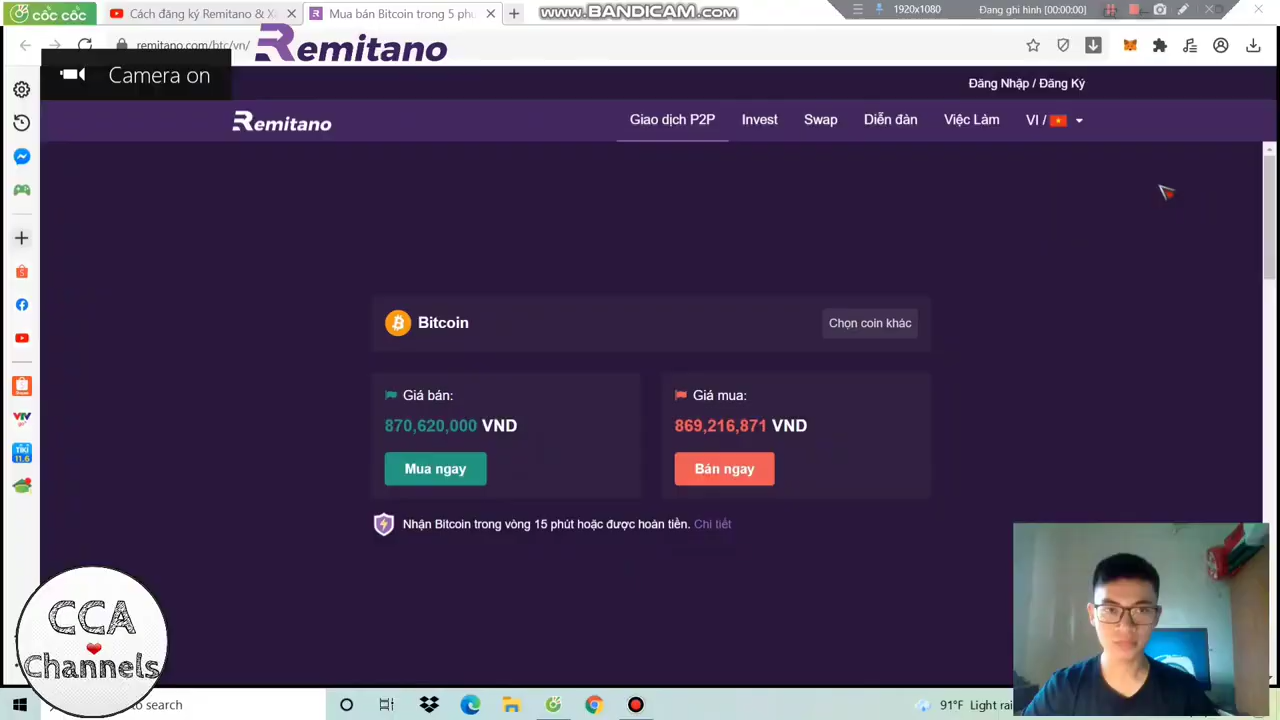 cốc cốc
Cách đăng ký Remitano & X
Mua bán Bitcoin trong 5 phú
www.BANDICAM.com
1920x1080
Đang ghi hình [00:00:00]
remitano.com/btc/vn/
Remitano
Camera on
Đăng Nhập / Đăng Ký
Remitano
Giao dịch P2P
Invest
Swap
Diễn đàn
Việc Làm
VI /
Bitcoin
Chọn coin khác
Giá bán:
870,620,000 VND
Mua ngay
Giá mua:
869,216,871 VND
Bán ngay
Nhận Bitcoin trong vòng 15 phút hoặc được hoàn tiền. Chi tiết
CCA
Channels
to search
91°F Light rai